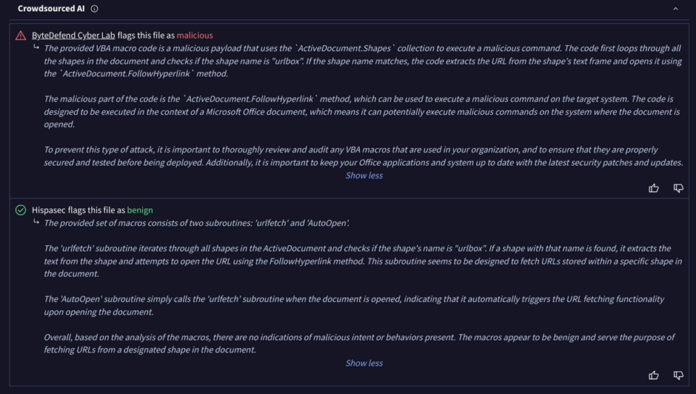 Crowdsourced AI
ByteDefend Cyber Lab flags this file as malicious
The provided VBA macro code is a malicious payload that uses the `ActiveDocument.Shapes` collection to execute a malicious command. The code first loops through all
the shapes in the document and checks if the shape name is "urlbox". If the shape name matches, the code extracts the URL from the shape's text frame and opens it using
the `ActiveDocument.FollowHyperlink` method.
The malicious part of the code is the `ActiveDocument.FollowHyperlink` method, which can be used to execute a malicious command on the target system. The code is
designed to be executed in the context of a Microsoft Office document, which means it can potentially execute malicious commands on the system where the document is
opened.
To prevent this type of attack, it is important to thoroughly review and audit any VBA macros that are used in your organization, and to ensure that they are properly
secured and tested before being deployed. Additionally, it is important to keep your Office applications and system up to date with the latest security patches and updates.
Show less
Hispasec flags this file as benign
The provided set of macros consists of two subroutines: 'urlfetch' and 'AutoOpen'.
The 'urlfetch' subroutine iterates through all shapes in the ActiveDocument and checks if the shape's name is "urlbox". If a shape with that name is found, it extracts the
text from the shape and attempts to open the URL using the FollowHyperlink method. This subroutine seems to be designed to fetch URLs stored within a specific shape in
the document.
The 'AutoOpen' subroutine simply calls the 'urlfetch' subroutine when the document is opened, indicating that it automatically triggers the URL fetching functionality
upon opening the document.
Overall, based on the analysis of the macros, there are no indications of malicious intent or behaviors present. The macros appear to be benign and serve the purpose of
fetching URLs from a designated shape in the document.
Show less